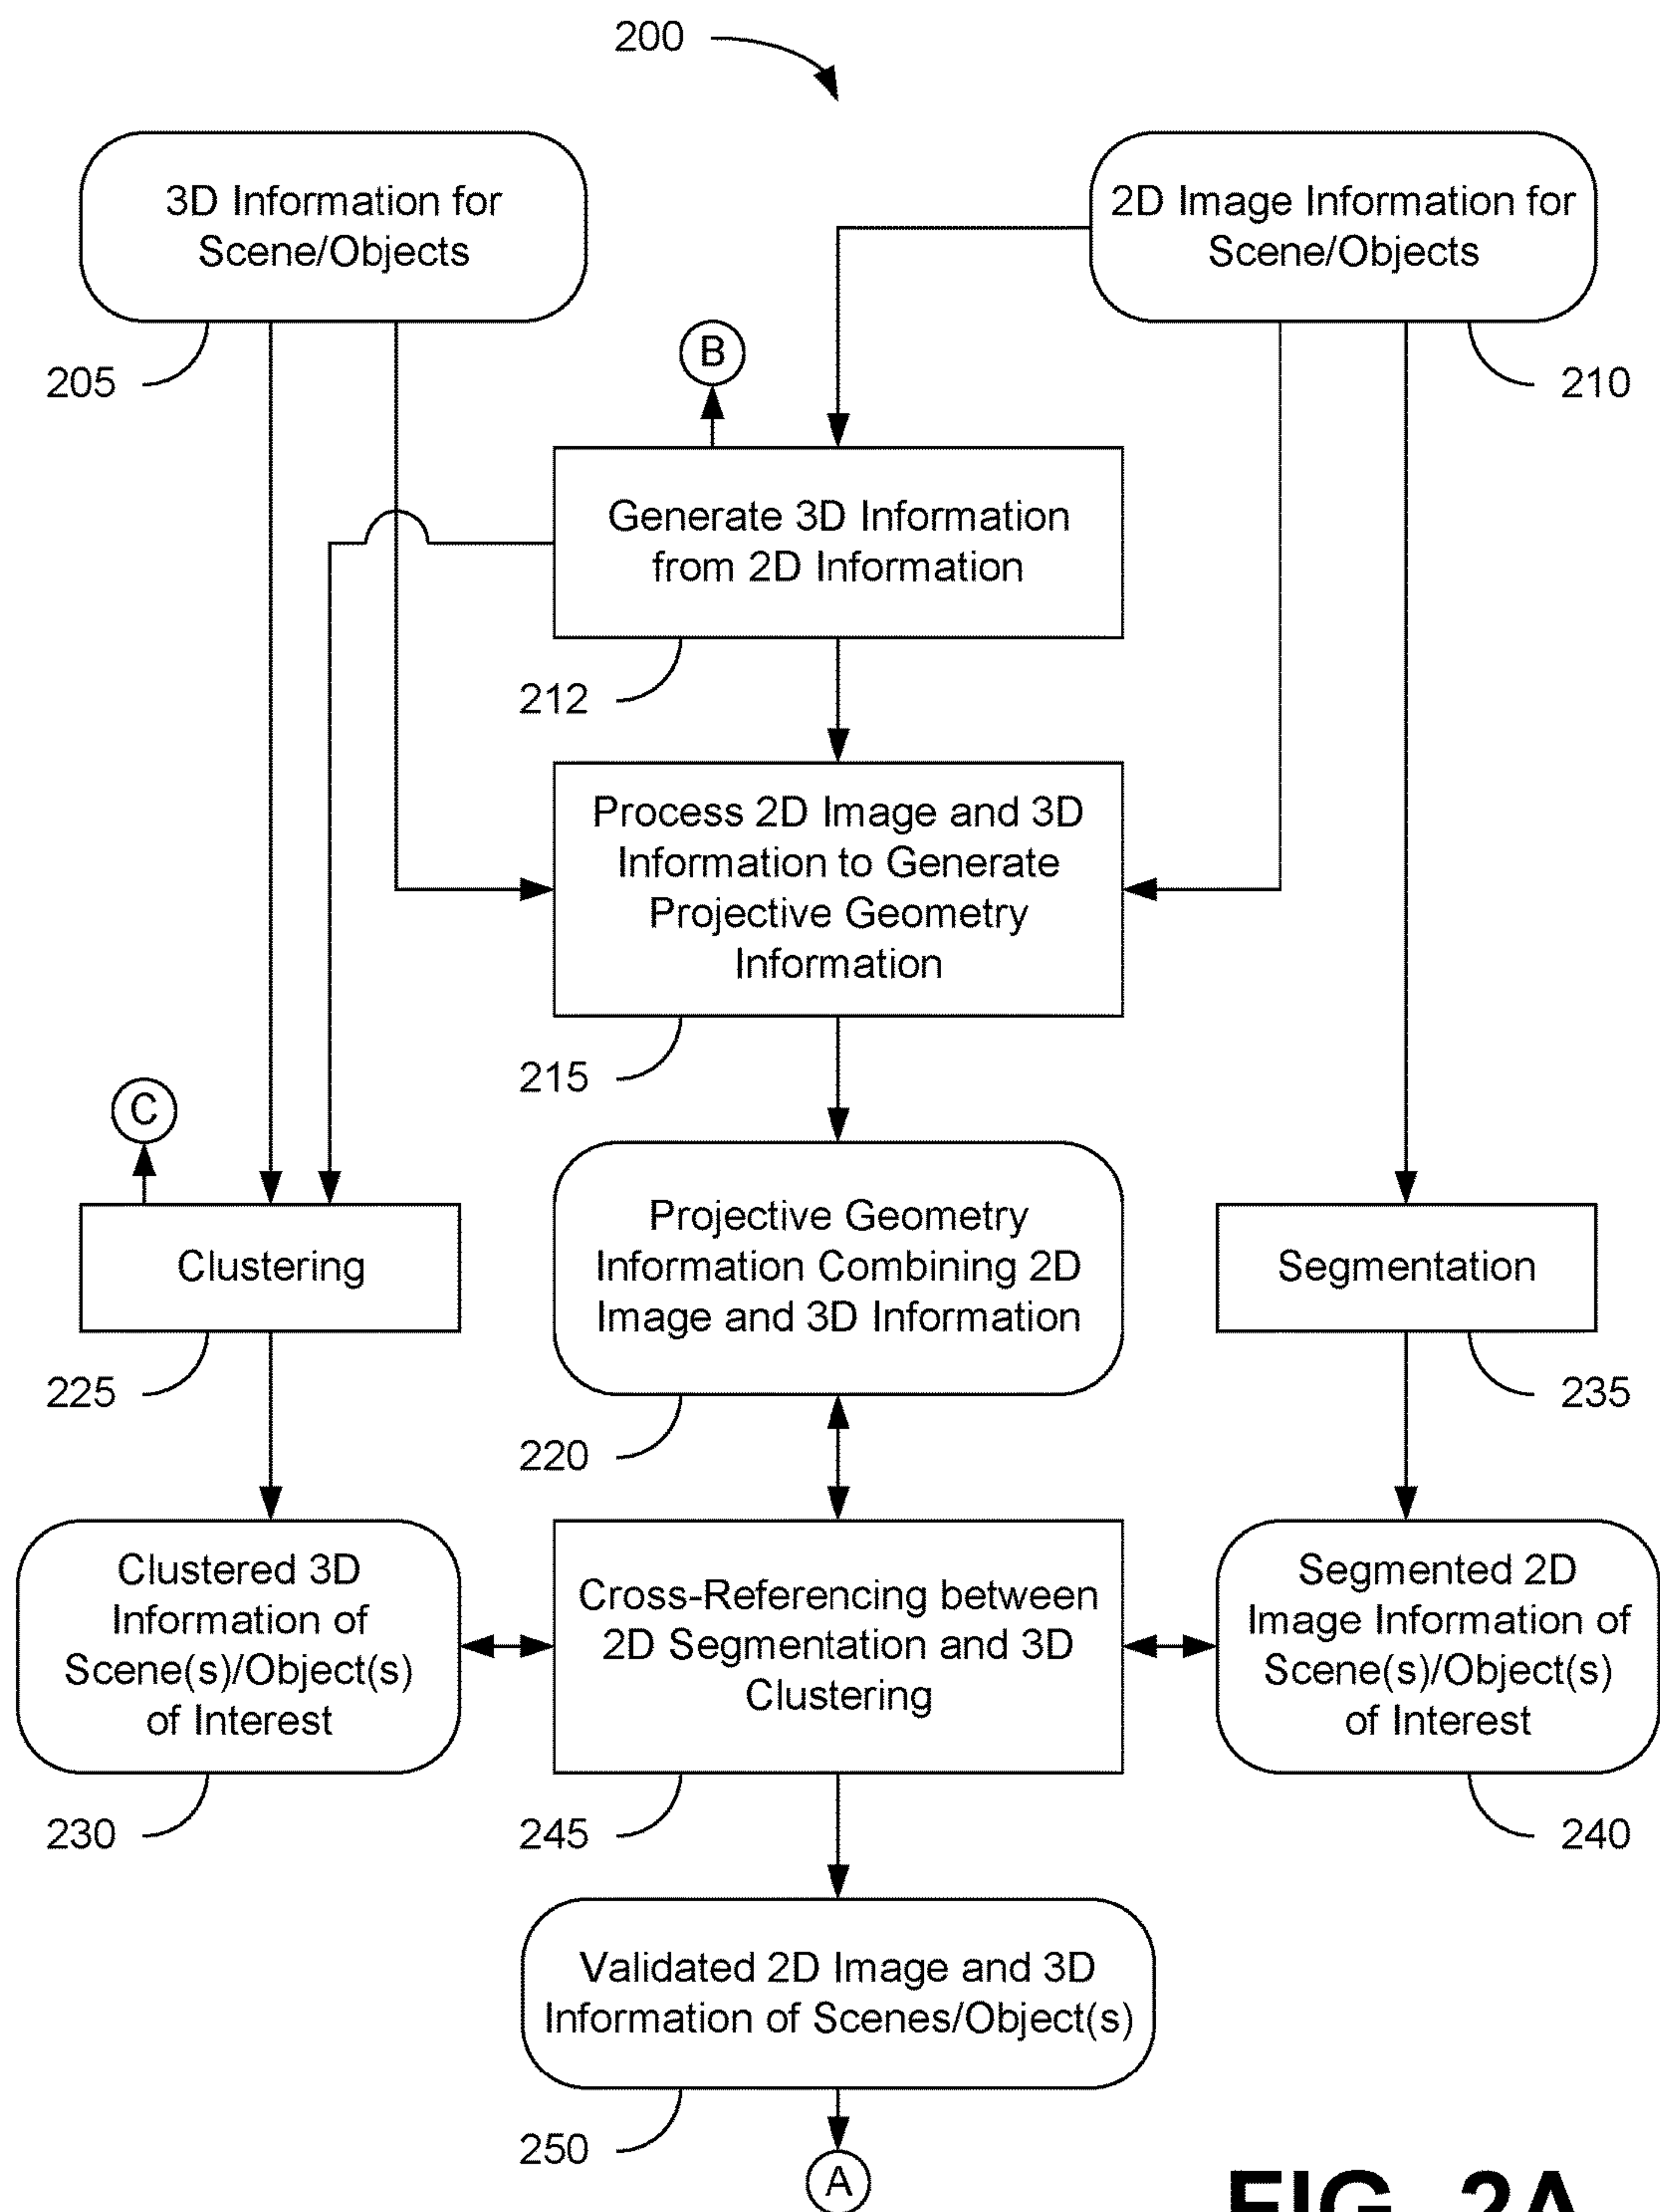 200
3D Information for
Scene/Objects
2D Image Information for
Scene/Objects
205
B
210
Generate 3D Information
from 2D Information
212
Process 2D Image and 3D
Information to Generate
Projective Geometry
Information
215
C
Clustering
Projective Geometry
Information Combining 2D
Image and 3D Information
Segmentation
225
220
235
Clustered 3D
Information of
Scene(s)/Object(s)
of Interest
Cross-Referencing between
2D Segmentation and 3D
Clustering
Segmented 2D
Image Information of
Scene(s)/Object(s)
of Interest
230
245
240
Validated 2D Image and 3D
Information of Scenes/Object(s)
250
A
FIG. 2A